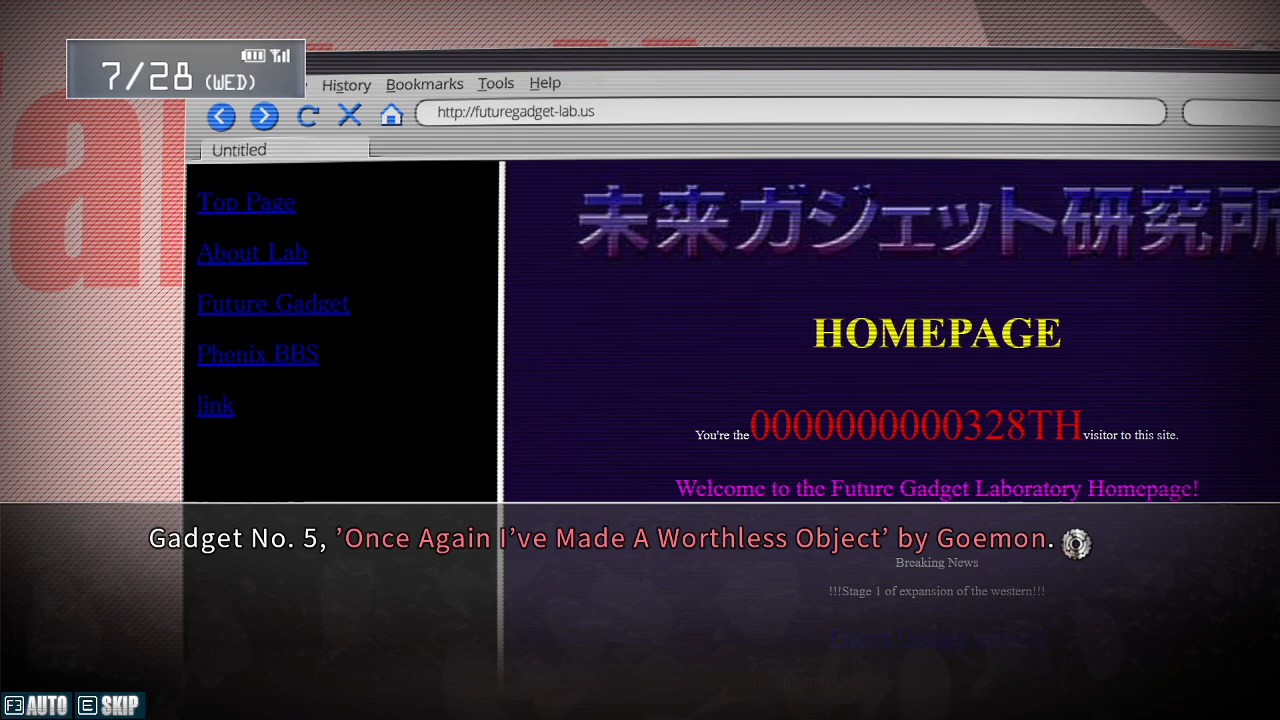 7/28 (WED)
History Bookmarks Tools Help
http://futuregadget-lab.us
Untitled
Top Page
About Lab
Future Gadget
Phenix BBS
link
未来ガジェット研究所
HOMEPAGE
You're the 0000000000328TH visitor to this site.
Welcome to the Future Gadget Laboratory Homepage!
Gadget No. 5, ’Once Again I’ve Made A Worthless Object’ by Goemon.
Breaking News
!!!Stage 1 of expansion of the western!!!
F3 AUTO E SKIP